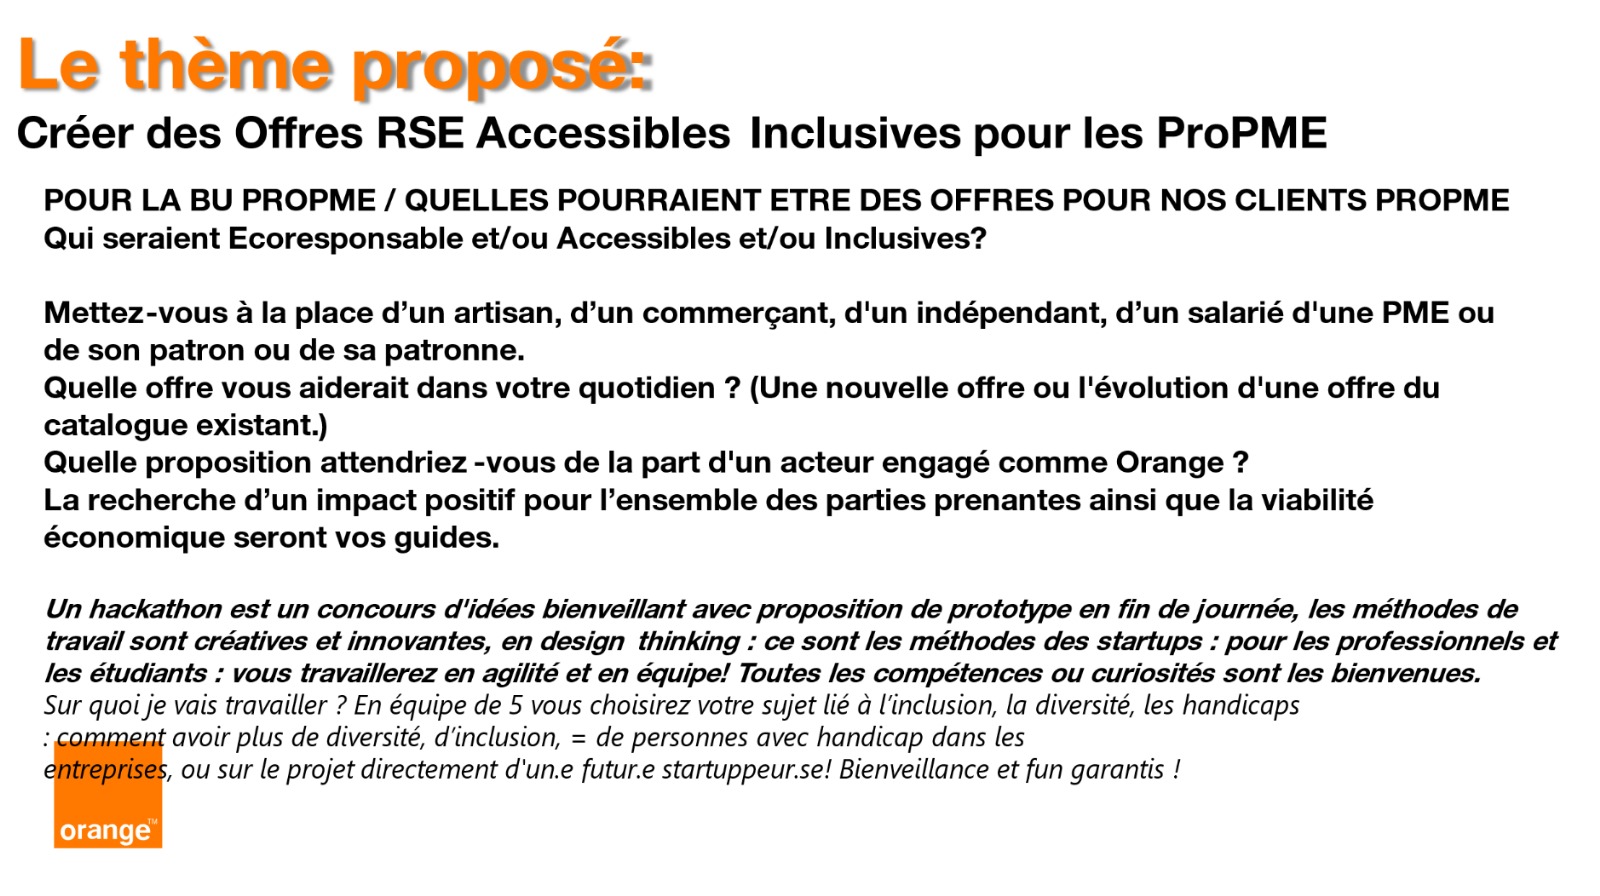 Le thème proposé:
Créer des Offres RSE Accessibles Inclusives pour les ProPME
POUR LA BU PROPME / QUELLES POURRAIENT ETRE DES OFFRES POUR NOS CLIENTS PROPME
Qui seraient Ecoresponsable et/ou Accessibles et/ou Inclusives?
Mettez-vous à la place d’un artisan, d’un commerçant, d'un indépendant, d’un salarié d'une PME ou
de son patron ou de sa patronne.
Quelle offre vous aiderait dans votre quotidien ? (Une nouvelle offre ou l'évolution d'une offre du
catalogue existant.)
Quelle proposition attendriez -vous de la part d'un acteur engagé comme Orange ?
La recherche d’un impact positif pour l’ensemble des parties prenantes ainsi que la viabilité
économique seront vos guides.
Un hackathon est un concours d'idées bienveillant avec proposition de prototype en fin de journée, les méthodes de
travail sont créatives et innovantes, en design thinking : ce sont les méthodes des startups : pour les professionnels et
les étudiants : vous travaillerez en agilité et en équipe! Toutes les compétences ou curiosités sont les bienvenues.
Sur quoi je vais travailler ? En équipe de 5 vous choisirez votre sujet lié à l’inclusion, la diversité, les handicaps
: comment avoir plus de diversité, d’inclusion, = de personnes avec handicap dans les
entreprises, ou sur le projet directement d'un.e futur.e startuppeur.se! Bienveillance et fun garantis !
orange™